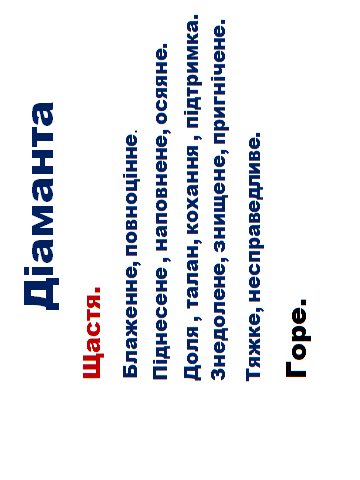 Діаманта
Щастя.
Блаженне, повноцінне.
Піднесене , наповнене, осяяне.
Доля , талан, кохання , підтримка.
Знедолене, знищене, пригнічене.
Тяжке, несправедливе.
Горе.